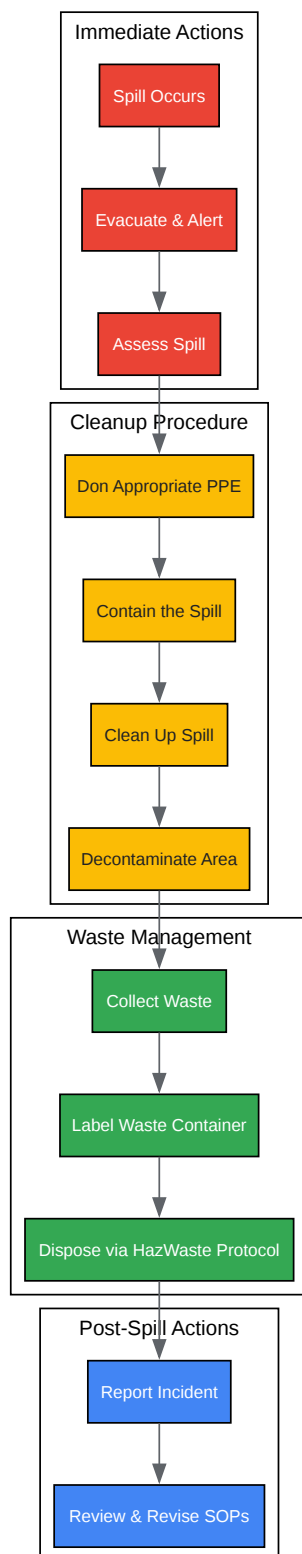 Immediate Actions
Spill Occurs
Evacuate & Alert
Assess Spill
Cleanup Procedure
Don Appropriate PPE
Contain the Spill
Clean Up Spill
Decontaminate Area
Waste Management
Collect Waste
Label Waste Container
Dispose via HazWaste Protocol
Post-Spill Actions
Report Incident
Review & Revise SOPs